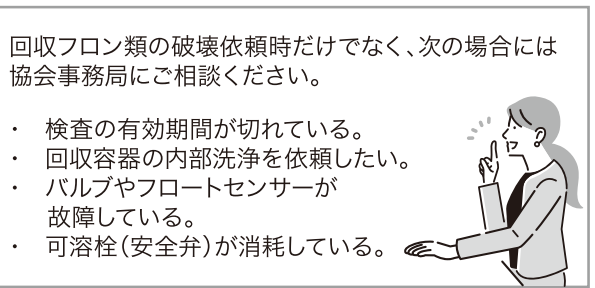 回収フロン類の破壊依頼時だけでなく、次の場合には
協会事務局にご相談ください。
・ 検査の有効期間が切れている。
・ 回収容器の内部洗浄を依頼したい。
・ バルブやフロートセンサーが
故障している。
・ 可溶栓(安全弁)が消耗している。